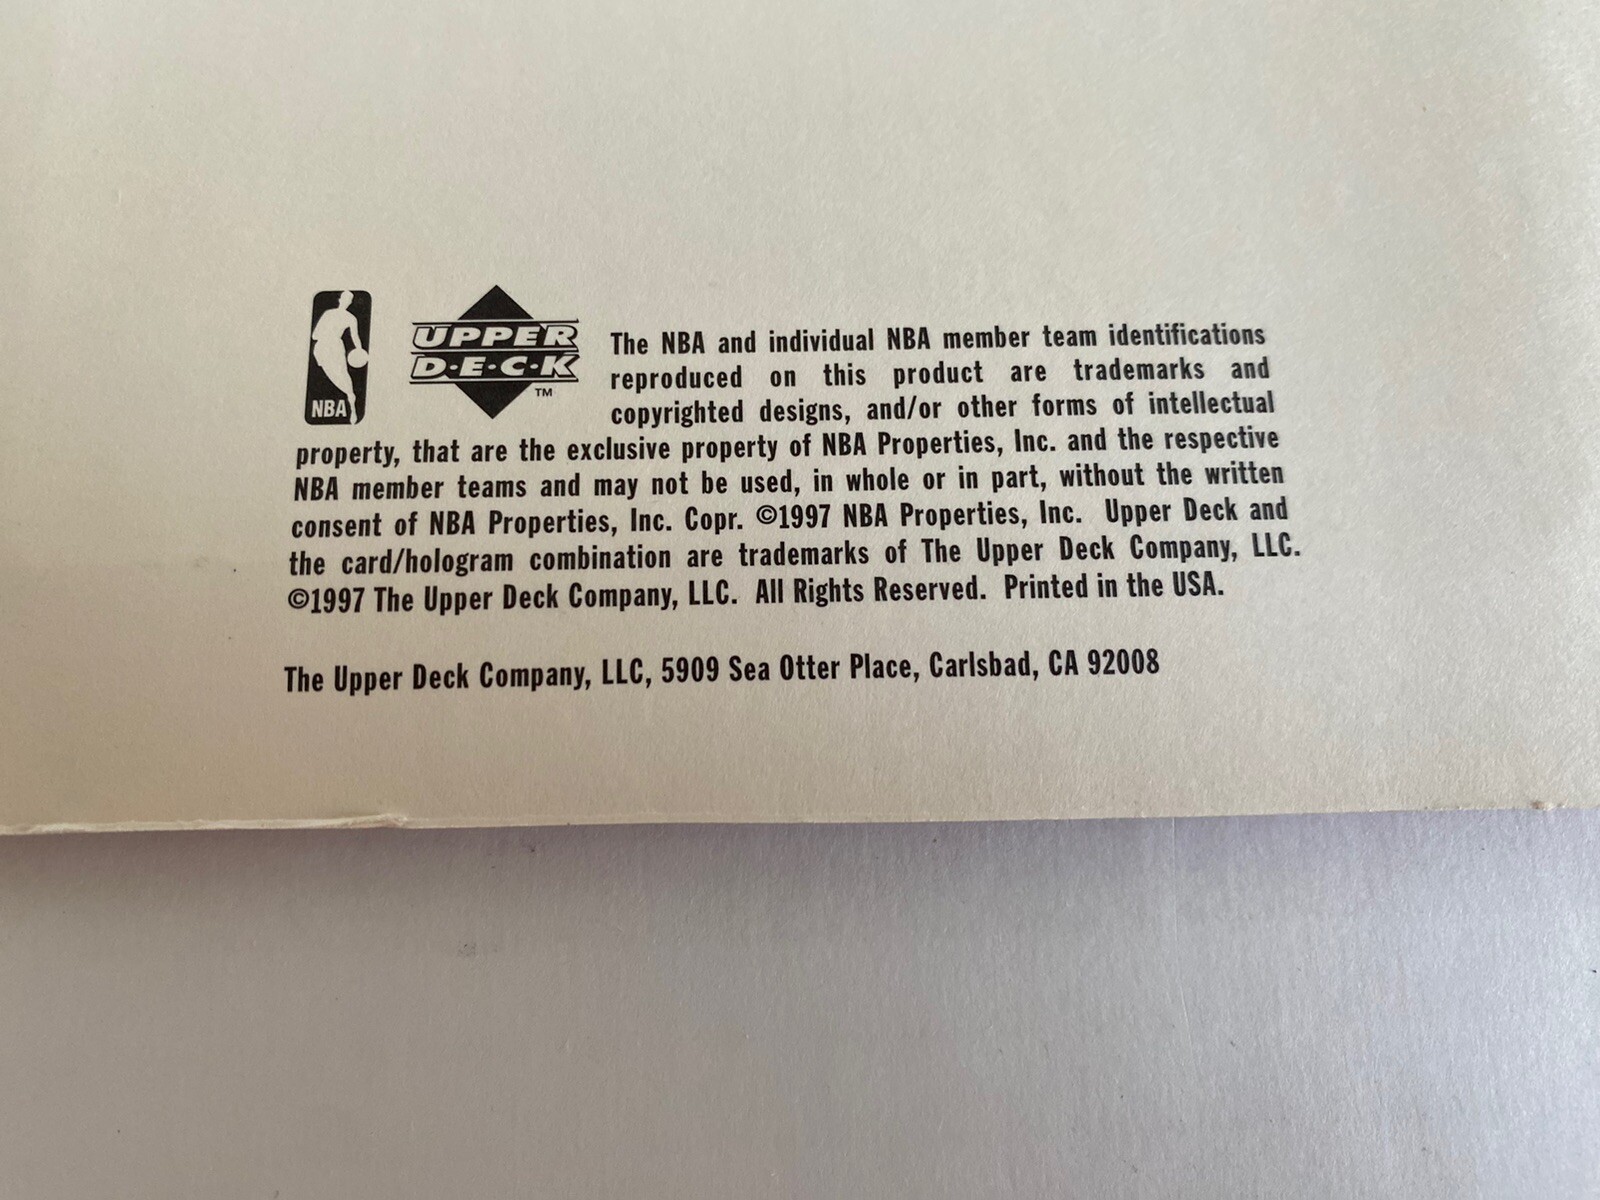 NBA
UPPER
D·E·C·K
TM
The NBA and individual NBA member team identifications
reproduced on this product are trademarks and
copyrighted designs, and/or other forms of intellectual
property, that are the exclusive property of NBA Properties, Inc. and the respective
NBA member teams and may not be used, in whole or in part, without the written
consent of NBA Properties, Inc. Copr. ©1997 NBA Properties, Inc. Upper Deck and
the card/hologram combination are trademarks of The Upper Deck Company, LLC.
©1997 The Upper Deck Company, LLC. All Rights Reserved. Printed in the USA.
The Upper Deck Company, LLC, 5909 Sea Otter Place, Carlsbad, CA 92008